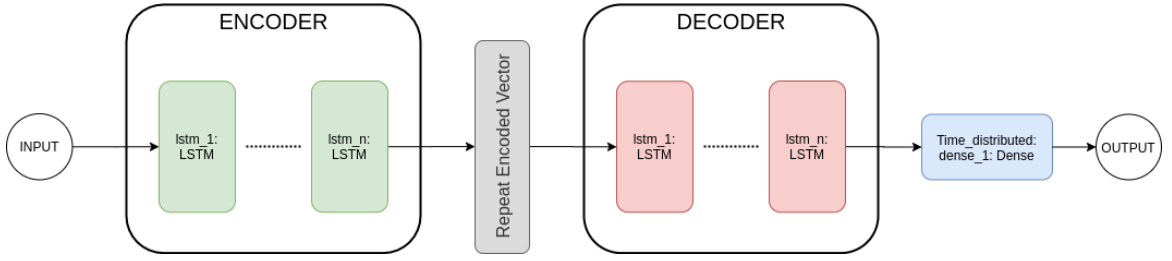 ENCODER
DECODER
INPUT
lstm_1:
LSTM
lstm_n:
LSTM
Repeat Encoded Vector
lstm_1:
LSTM
lstm_n:
LSTM
Time_distributed:
dense_1: Dense
OUTPUT